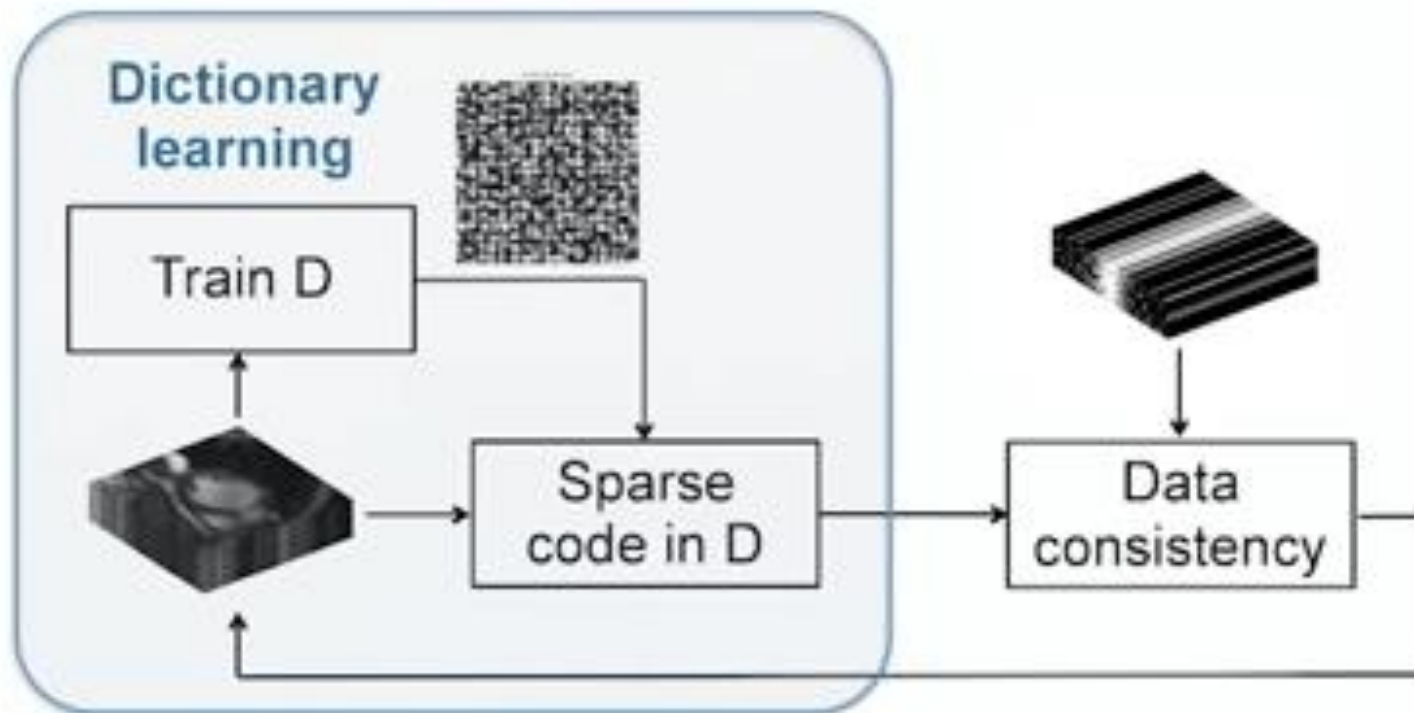 Dictionary
learning
Train D
Sparse
code in D
Data
consistency